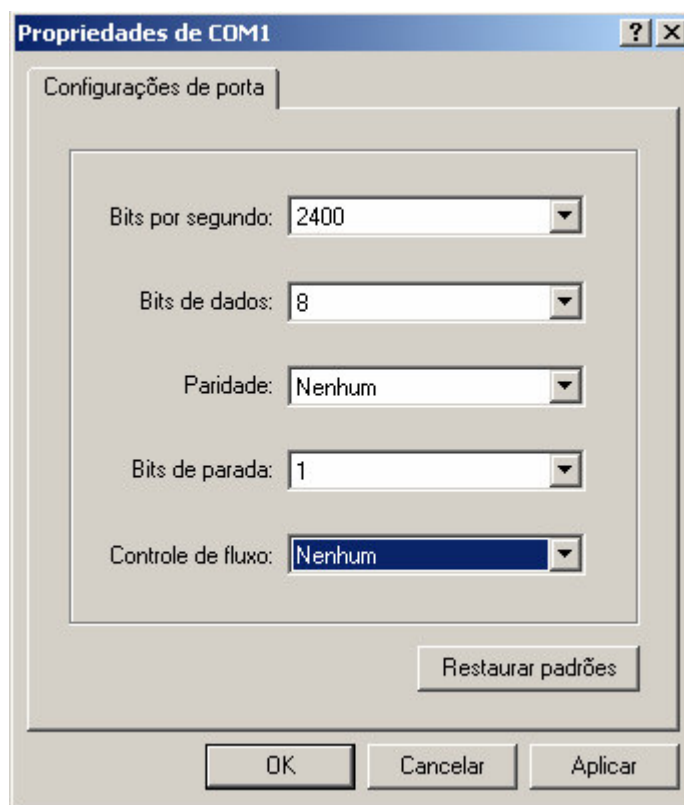 Propriedades de COM1
Configurações de porta
Bits por segundo: 2400
Bits de dados: 8
Paridade: Nenhum
Bits de parada: 1
Controle de fluxo: Nenhum
Restaurar padrões
OK Cancelar Aplicar